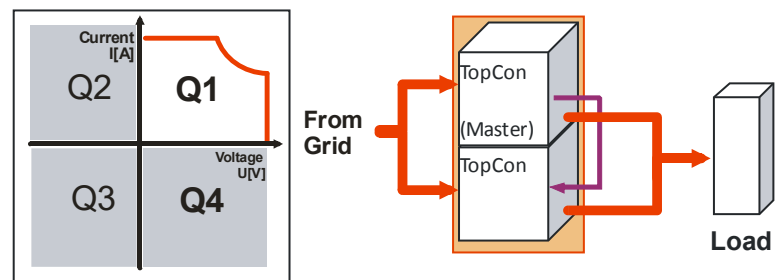 Current
I[A]
Q2
Q1
Voltage
U[V]
Q3
Q4
From
Grid
TopCon
(Master)
TopCon
Load